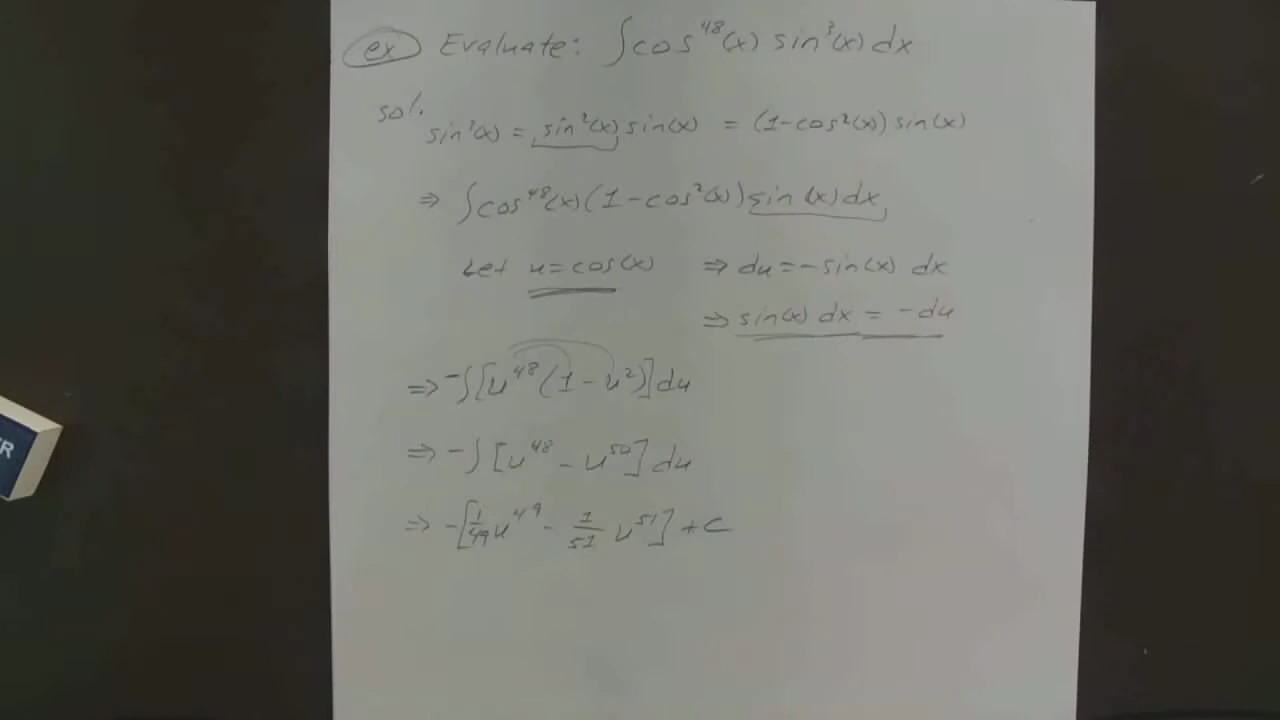 ex Evaluate: ∫cos⁴⁸(x) sin³(x) dx
sol.
sin³(x) = sin²(x) sin(x) = (1-cos²(x)) sin(x)
⇒ ∫cos⁴⁸(x)(1-cos²(x)) sin(x) dx
Let u=cos(x) ⇒ du=-sin(x) dx
⇒ sin(x) dx = -du
⇒ -∫[u⁴⁸(1-u²)]du
⇒ -∫[u⁴⁸-u⁵⁰]du
⇒ -[1/49 u⁴⁹ - 1/51 u⁵¹] + C
R